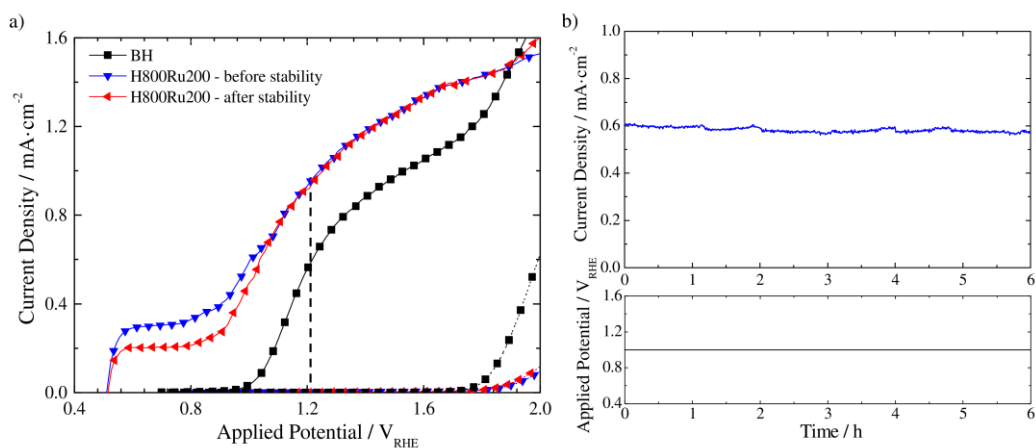 a)
1.6
1.2
0.8
0.4
0.0
Current Density / mA·cm⁻²
BH
H800Ru200 - before stability
H800Ru200 - after stability
0.4 0.8 1.2 1.6 2.0
Applied Potential / V_RHE
b)
1.0
0.8
0.6
0.4
0.2
0.0
Current Density / mA·cm⁻²
0 1 2 3 4 5 6
1.6
1.2
0.8
0.4
Applied Potential / V_RHE
0 1 2 3 4 5 6
Time / h